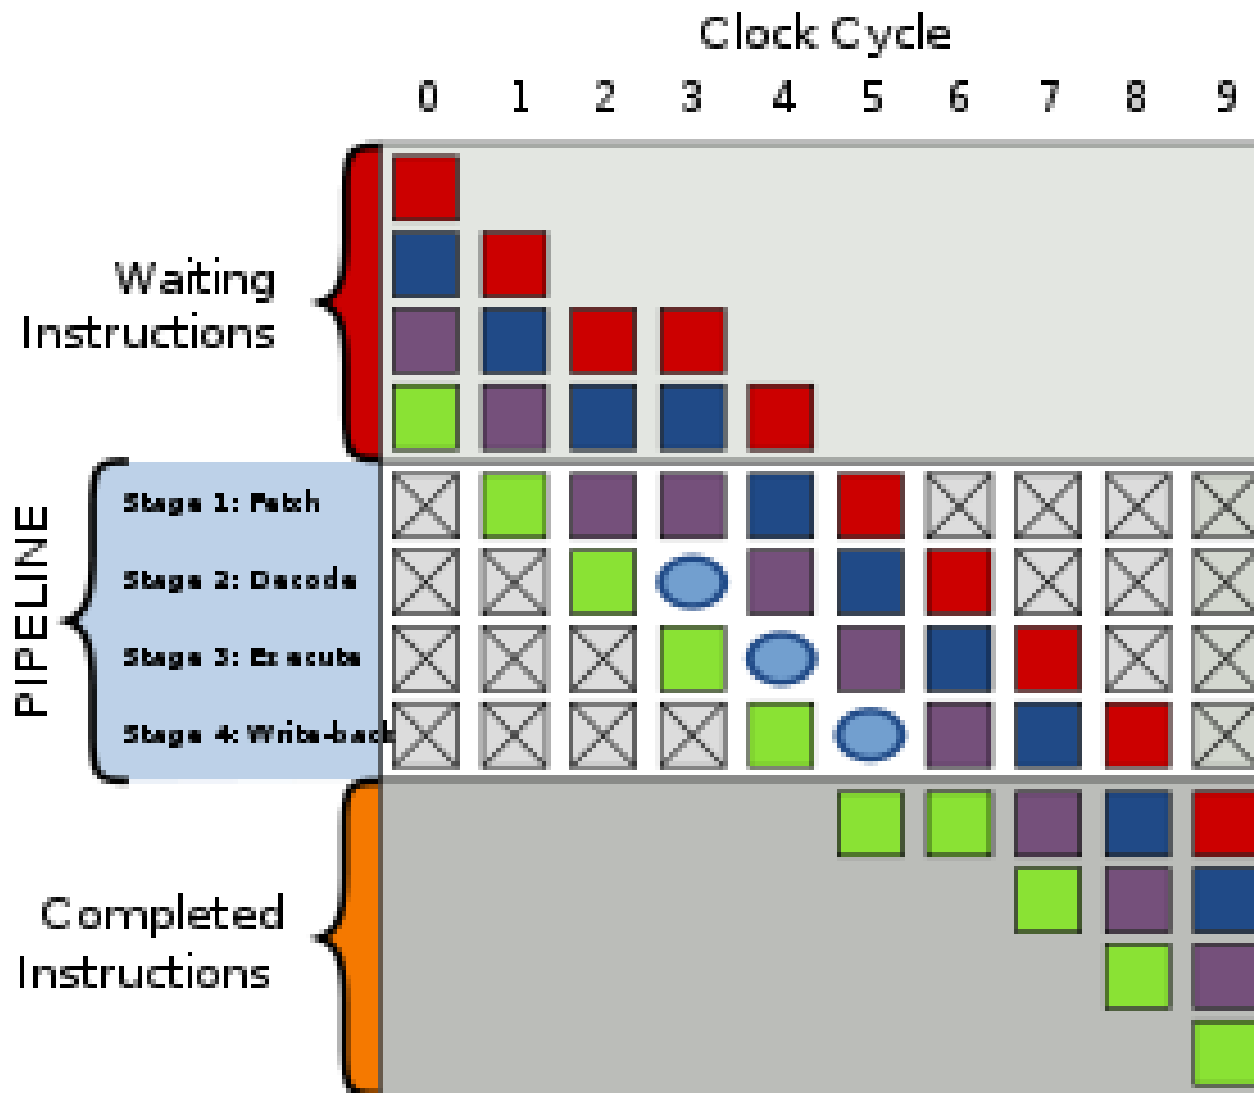 Clock Cycle
0 1 2 3 4 5 6 7 8 9
Waiting
Instructions
PIPELINE
Stage 1: Fetch
Stage 2: Decode
Stage 3: Execute
Stage 4: Write-back
Completed
Instructions